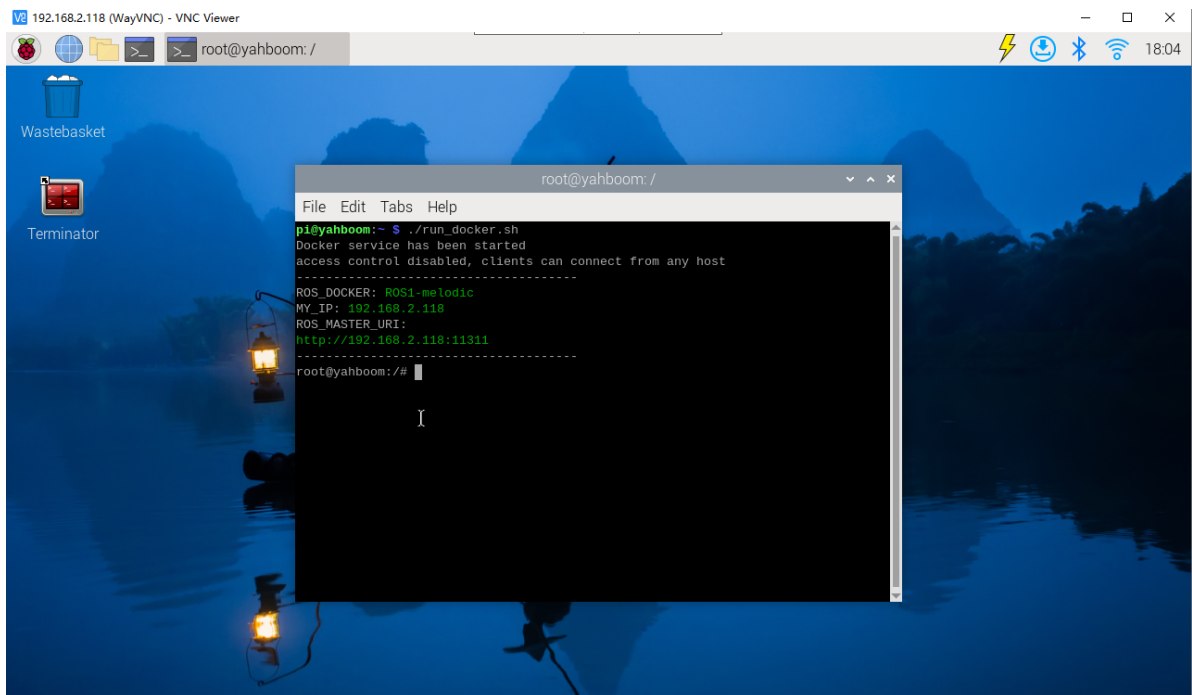 192.168.2.118 (WayVNC) - VNC Viewer
root@yahboom: /
18:04
Wastebasket
Terminator
root@yahboom: /
File Edit Tabs Help
pi@yahboom:~ $ ./run_docker.sh
Docker service has been started
access control disabled, clients can connect from any host
--------------------------------------
ROS_DOCKER: ROS1-melodic
MY_IP: 192.168.2.118
ROS_MASTER_URI:
http://192.168.2.118:11311
--------------------------------------
root@yahboom:/#